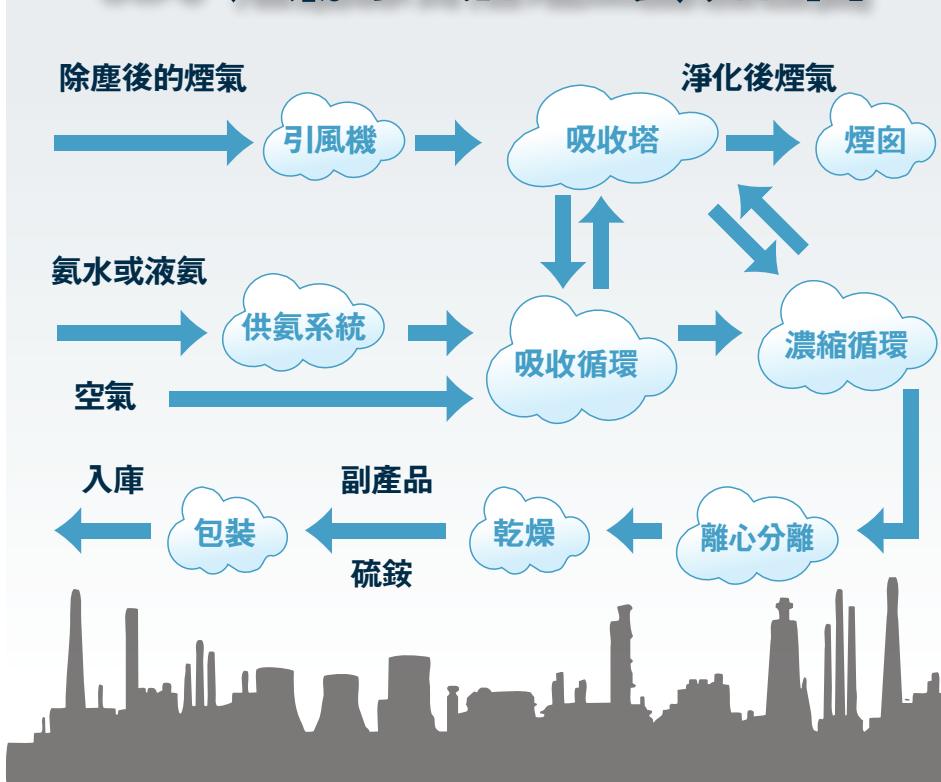 除塵後的煙氣
淨化後煙氣
引風機
吸收塔
煙囪
氨水或液氨
供氨系統
吸收循環
濃縮循環
空氣
入庫
副產品
包裝
乾燥
離心分離
硫銨